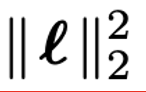 ‖ ℓ ‖₂²